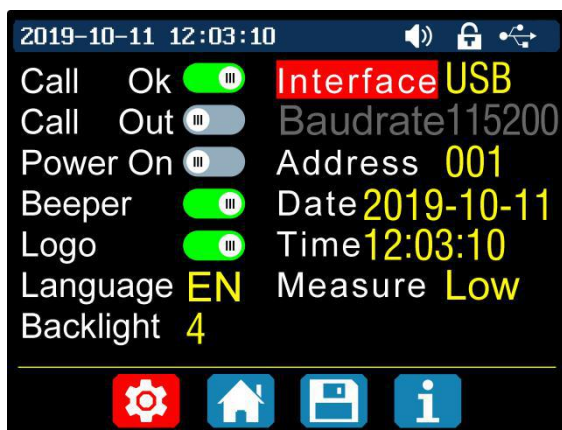 2019-10-11 12:03:10
Call Ok Interface USB
Call Out Baudrate 115200
Power On Address 001
Beeper Date 2019-10-11
Logo Time 12:03:10
Language EN Measure Low
Backlight 4
i